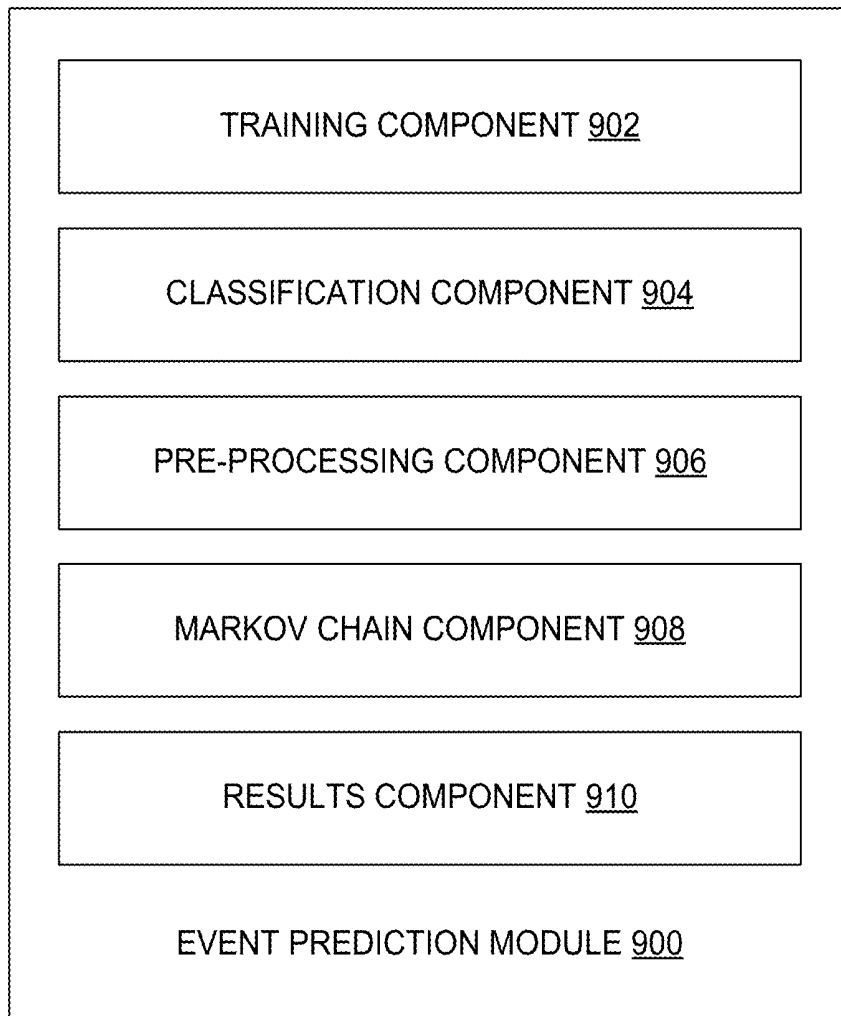 TRAINING COMPONENT 902
CLASSIFICATION COMPONENT 904
PRE-PROCESSING COMPONENT 906
MARKOV CHAIN COMPONENT 908
RESULTS COMPONENT 910
EVENT PREDICTION MODULE 900